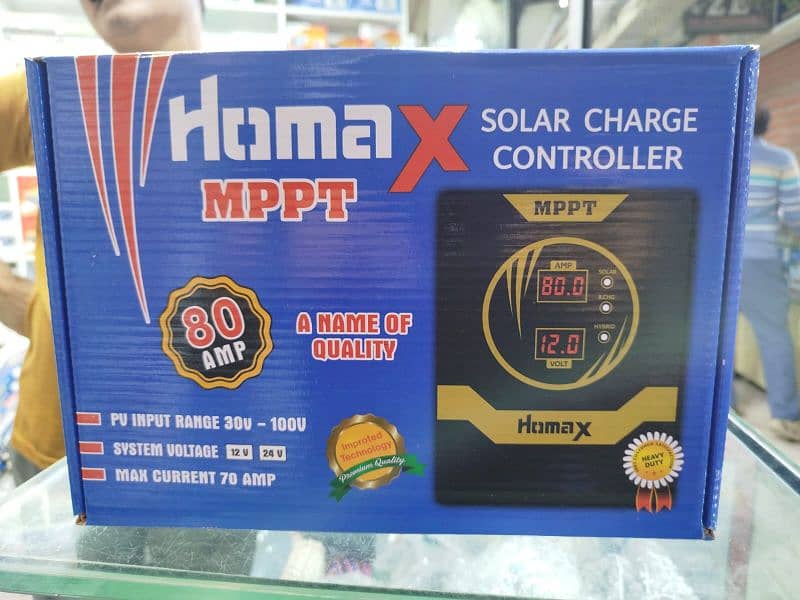 HomaX
SOLAR CHARGE
CONTROLLER
MPPT
80
AMP
A NAME OF
QUALITY
PV INPUT RANGE 30V - 100V
SYSTEM VOLTAGE 12 V 24 V
MAX CURRENT 70 AMP
Improted
Technology
Premium Quality
MPPT
AMP
80.0
SOLAR
B.CHG
HYBRID
12.0
VOLT
HomaX
HEAVY
DUTY